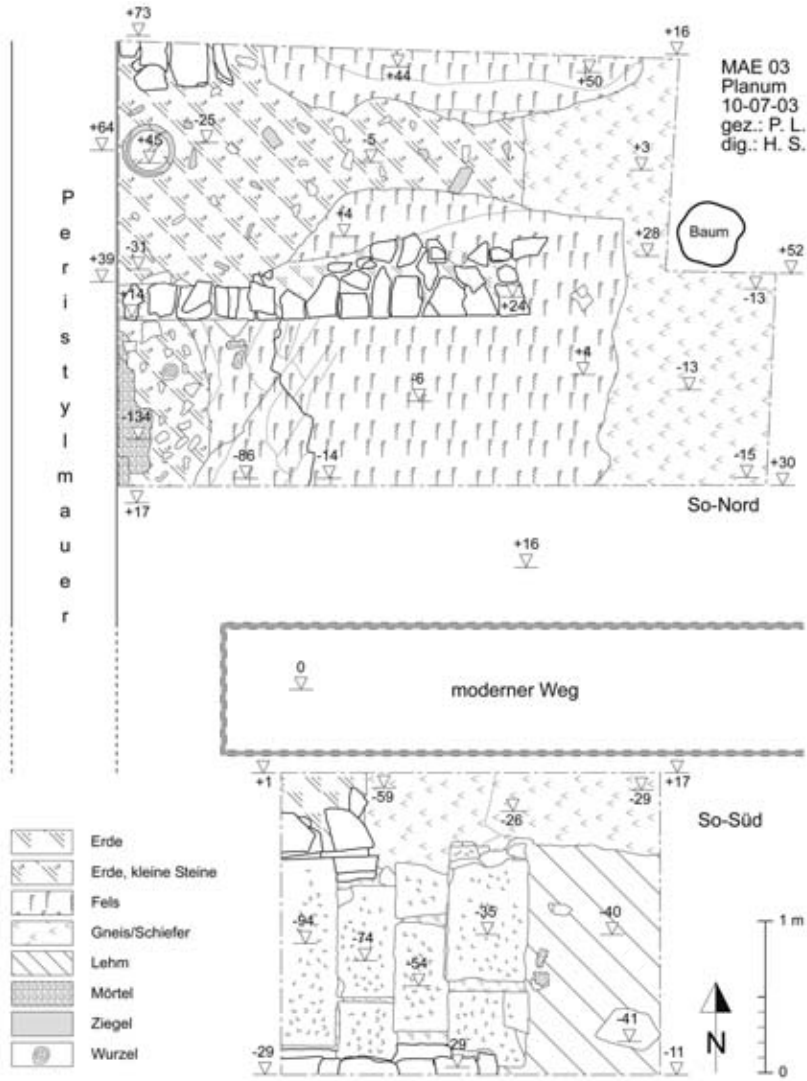 +73
+16
MAE 03
Planum
10-07-03
gez.: P. L.
dig.: H. S.
+44
+50
-25
+64
+45
-5
+3
Peristylmauer
+4
+28
Baum
-31
+39
+52
-13
+14
+24
+4
-13
-6
-134
-86
-14
-15
+30
+17
So-Nord
+16
0
moderner Weg
+1
-59
-29
+17
-26
So-Süd
Erde
Erde, kleine Steine
Fels
Gneis/Schiefer
Lehm
Mörtel
Ziegel
Wurzel
-94
-74
-35
-40
-54
-41
-29
-29
-11
1 m
N
0